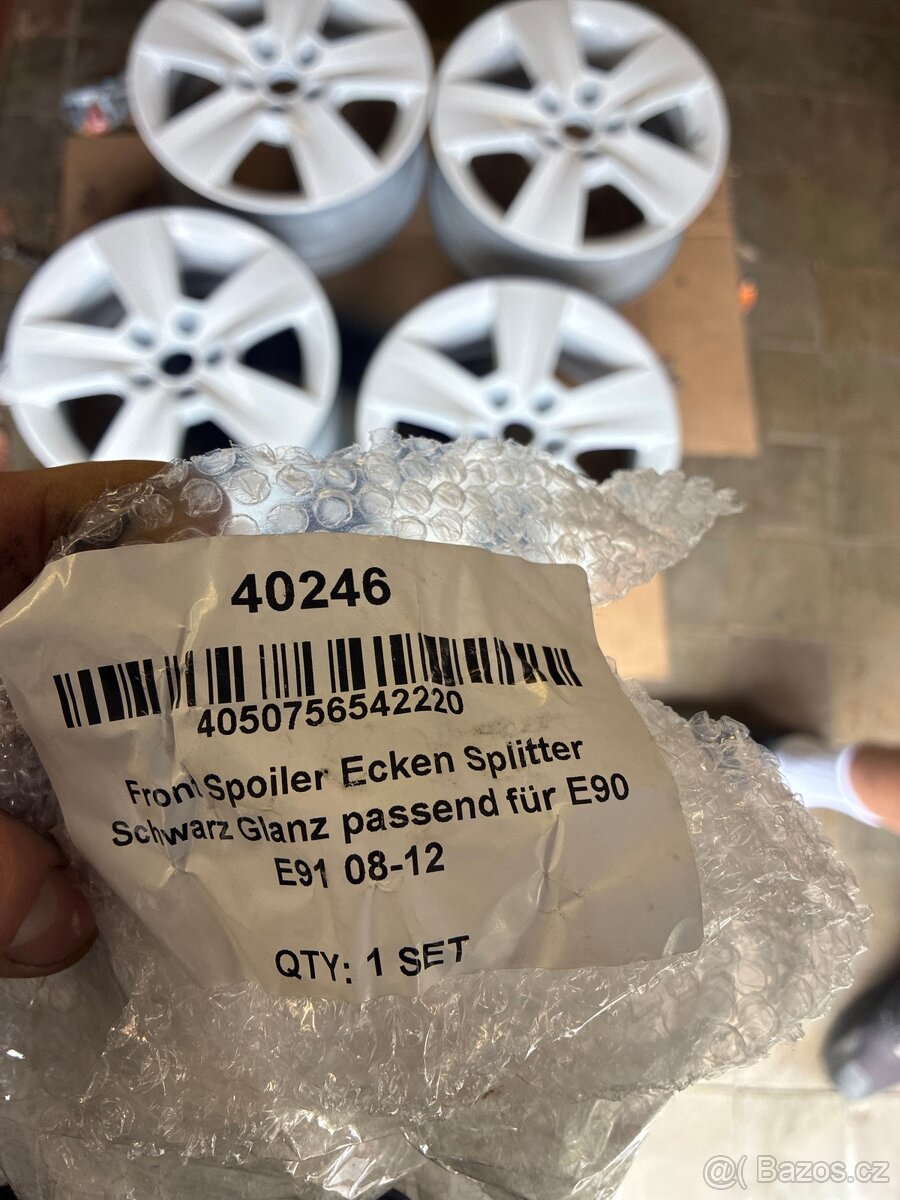 40246
4050756542220
Front Spoiler Ecken Splitter
Schwarz Glanz passend für E90
E91 08-12
QTY: 1 SET
@( Bazos.cz